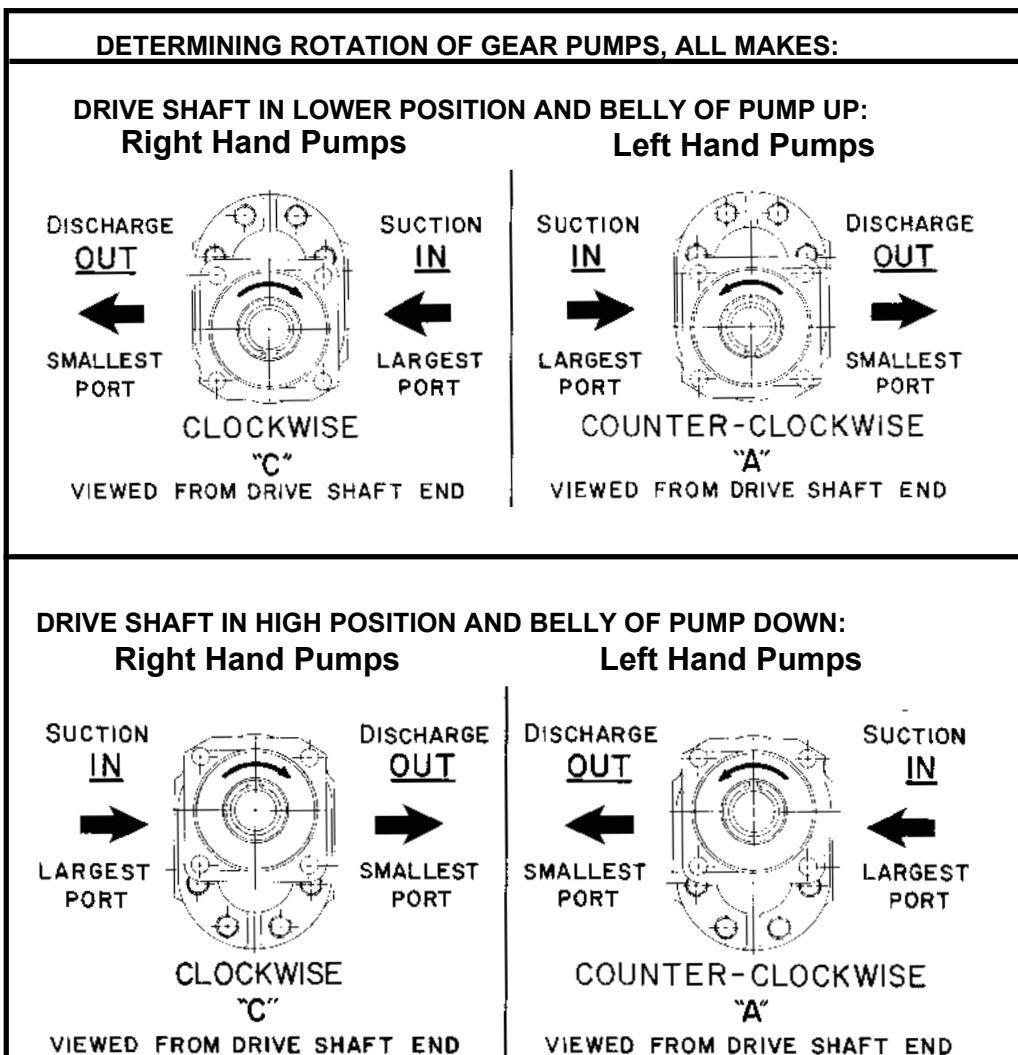 DETERMINING ROTATION OF GEAR PUMPS, ALL MAKES:
DRIVE SHAFT IN LOWER POSITION AND BELLY OF PUMP UP:
Right Hand Pumps
DISCHARGE
OUT
SMALLEST
PORT
SUCTION
IN
LARGEST
PORT
CLOCKWISE
"C"
VIEWED FROM DRIVE SHAFT END
Left Hand Pumps
SUCTION
IN
LARGEST
PORT
DISCHARGE
OUT
SMALLEST
PORT
COUNTER-CLOCKWISE
"A"
VIEWED FROM DRIVE SHAFT END
DRIVE SHAFT IN HIGH POSITION AND BELLY OF PUMP DOWN:
Right Hand Pumps
SUCTION
IN
LARGEST
PORT
DISCHARGE
OUT
SMALLEST
PORT
CLOCKWISE
"C"
VIEWED FROM DRIVE SHAFT END
Left Hand Pumps
DISCHARGE
OUT
SMALLEST
PORT
SUCTION
IN
LARGEST
PORT
COUNTER-CLOCKWISE
"A"
VIEWED FROM DRIVE SHAFT END